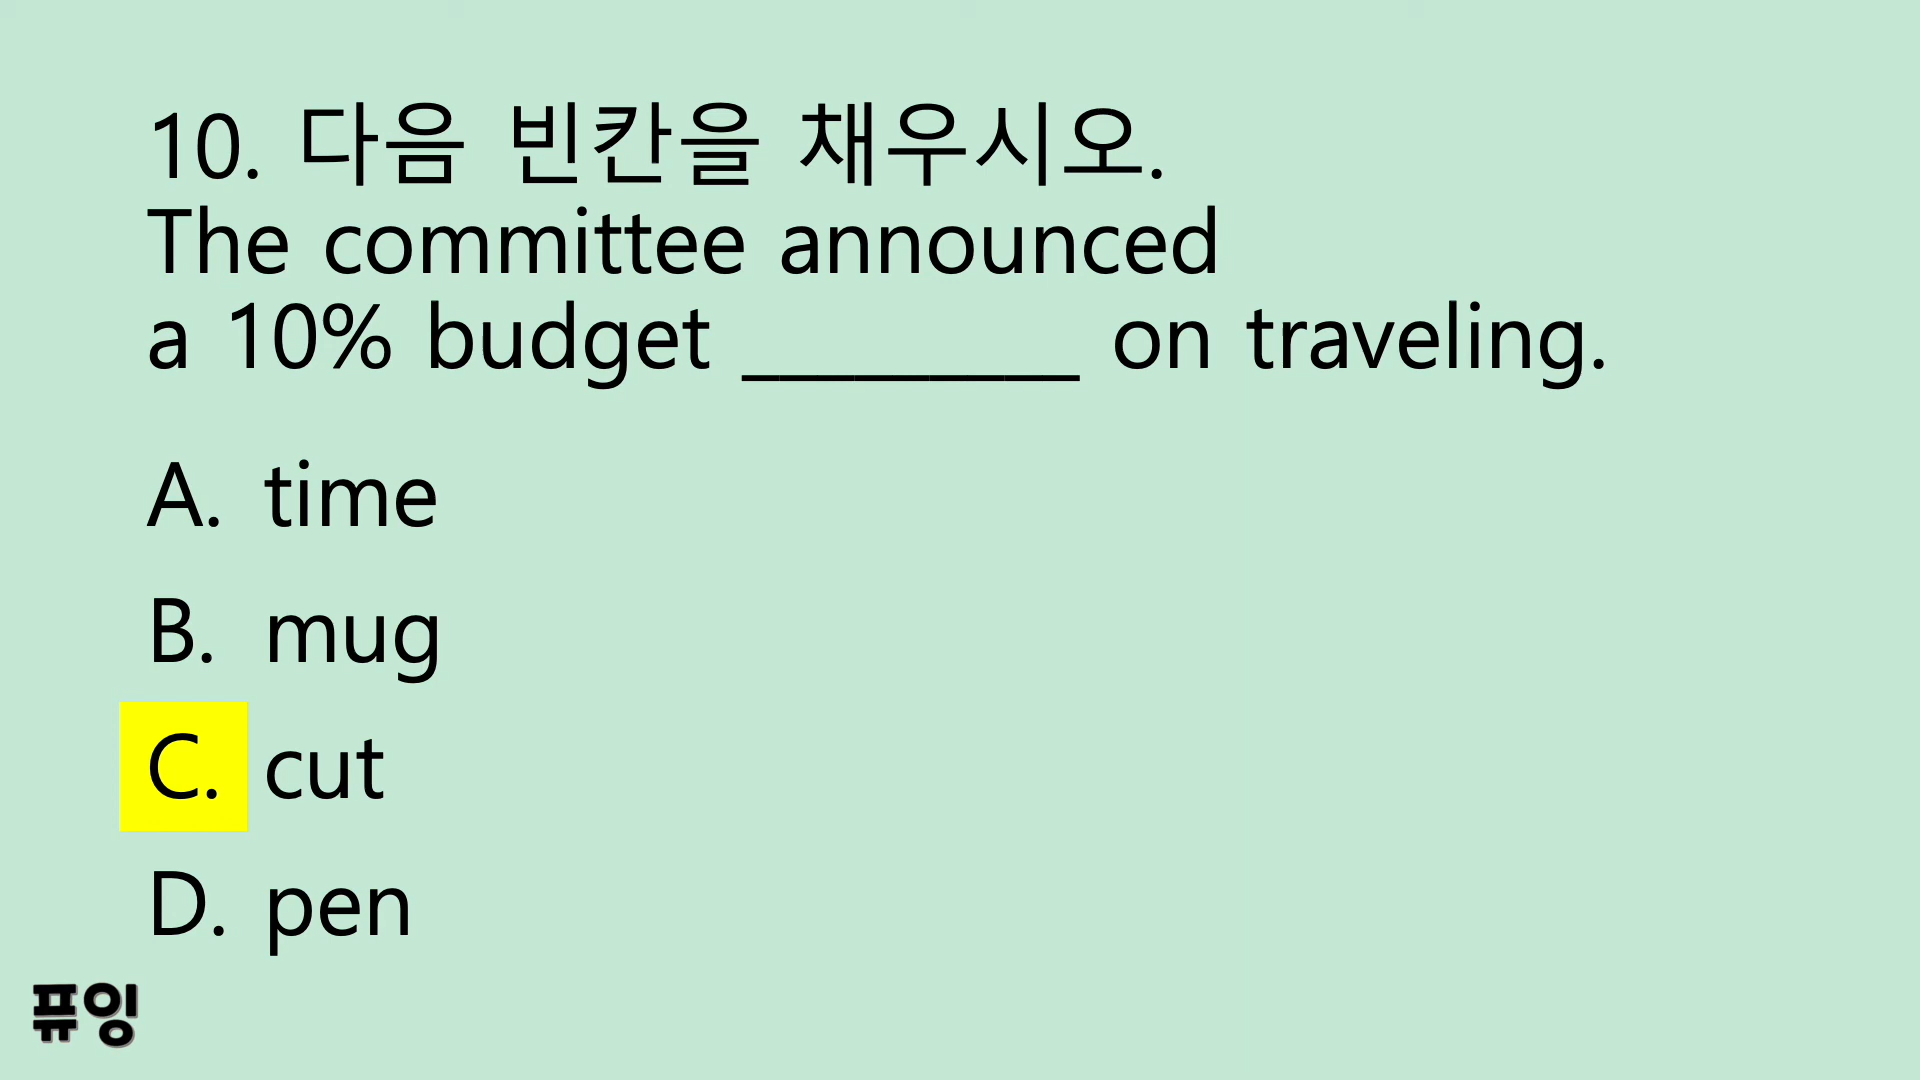 10. 다음 빈칸을 채우시오.
The committee announced
a 10% budget _________ on traveling.
A. time
B. mug
C. cut
D. pen
퓨잉